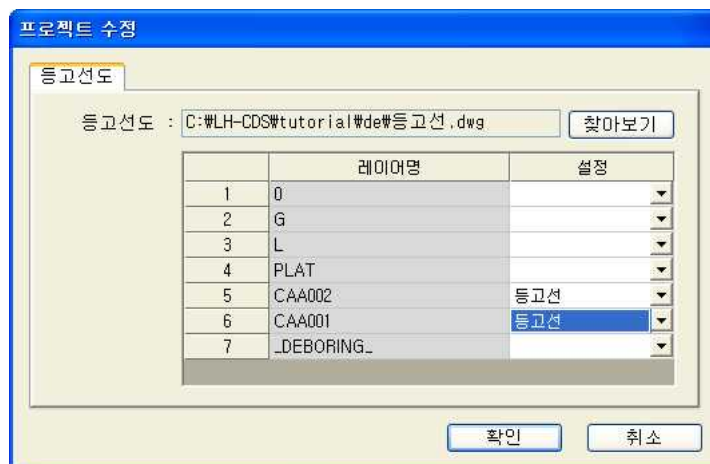 프로젝트 수정
등고선도
등고선도 : C:₩LH-CDS₩tutorial₩de₩등고선.dwg 찾아보기
레이어명 설정
1 0
2 G
3 L
4 PLAT
5 CAA002 등고선
6 CAA001 등고선
7 _DEBORING_
확인 취소